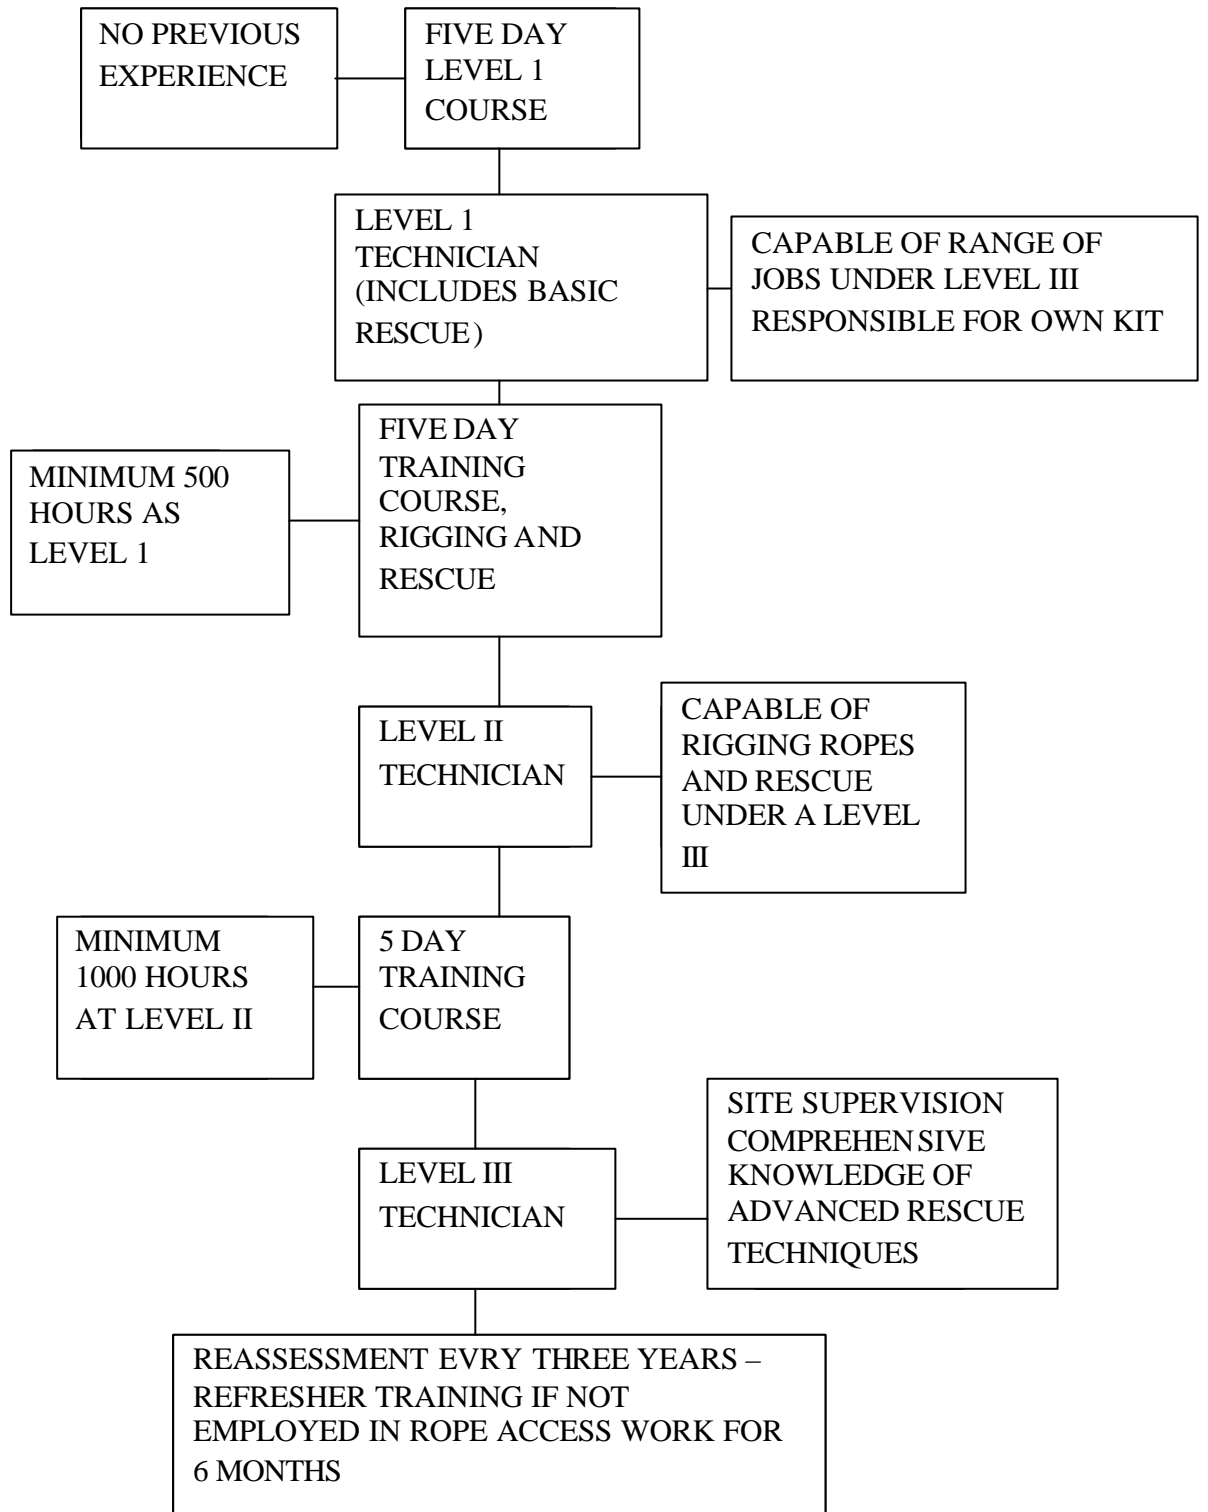 NO PREVIOUS
EXPERIENCE
FIVE DAY
LEVEL 1
COURSE
LEVEL 1
TECHNICIAN
(INCLUDES BASIC
RESCUE)
CAPABLE OF RANGE OF
JOBS UNDER LEVEL III
RESPONSIBLE FOR OWN KIT
FIVE DAY
TRAINING
COURSE,
RIGGING AND
RESCUE
MINIMUM 500
HOURS AS
LEVEL 1
LEVEL II
TECHNICIAN
CAPABLE OF
RIGGING ROPES
AND RESCUE
UNDER A LEVEL
III
MINIMUM
1000 HOURS
AT LEVEL II
5 DAY
TRAINING
COURSE
LEVEL III
TECHNICIAN
SITE SUPERVISION
COMPREHEN SIVE
KNOWLEDGE OF
ADVANCED RESCUE
TECHNIQUES
REASSESSMENT EVRY THREE YEARS –
REFRESHER TRAINING IF NOT
EMPLOYED IN ROPE ACCESS WORK FOR
6 MONTHS